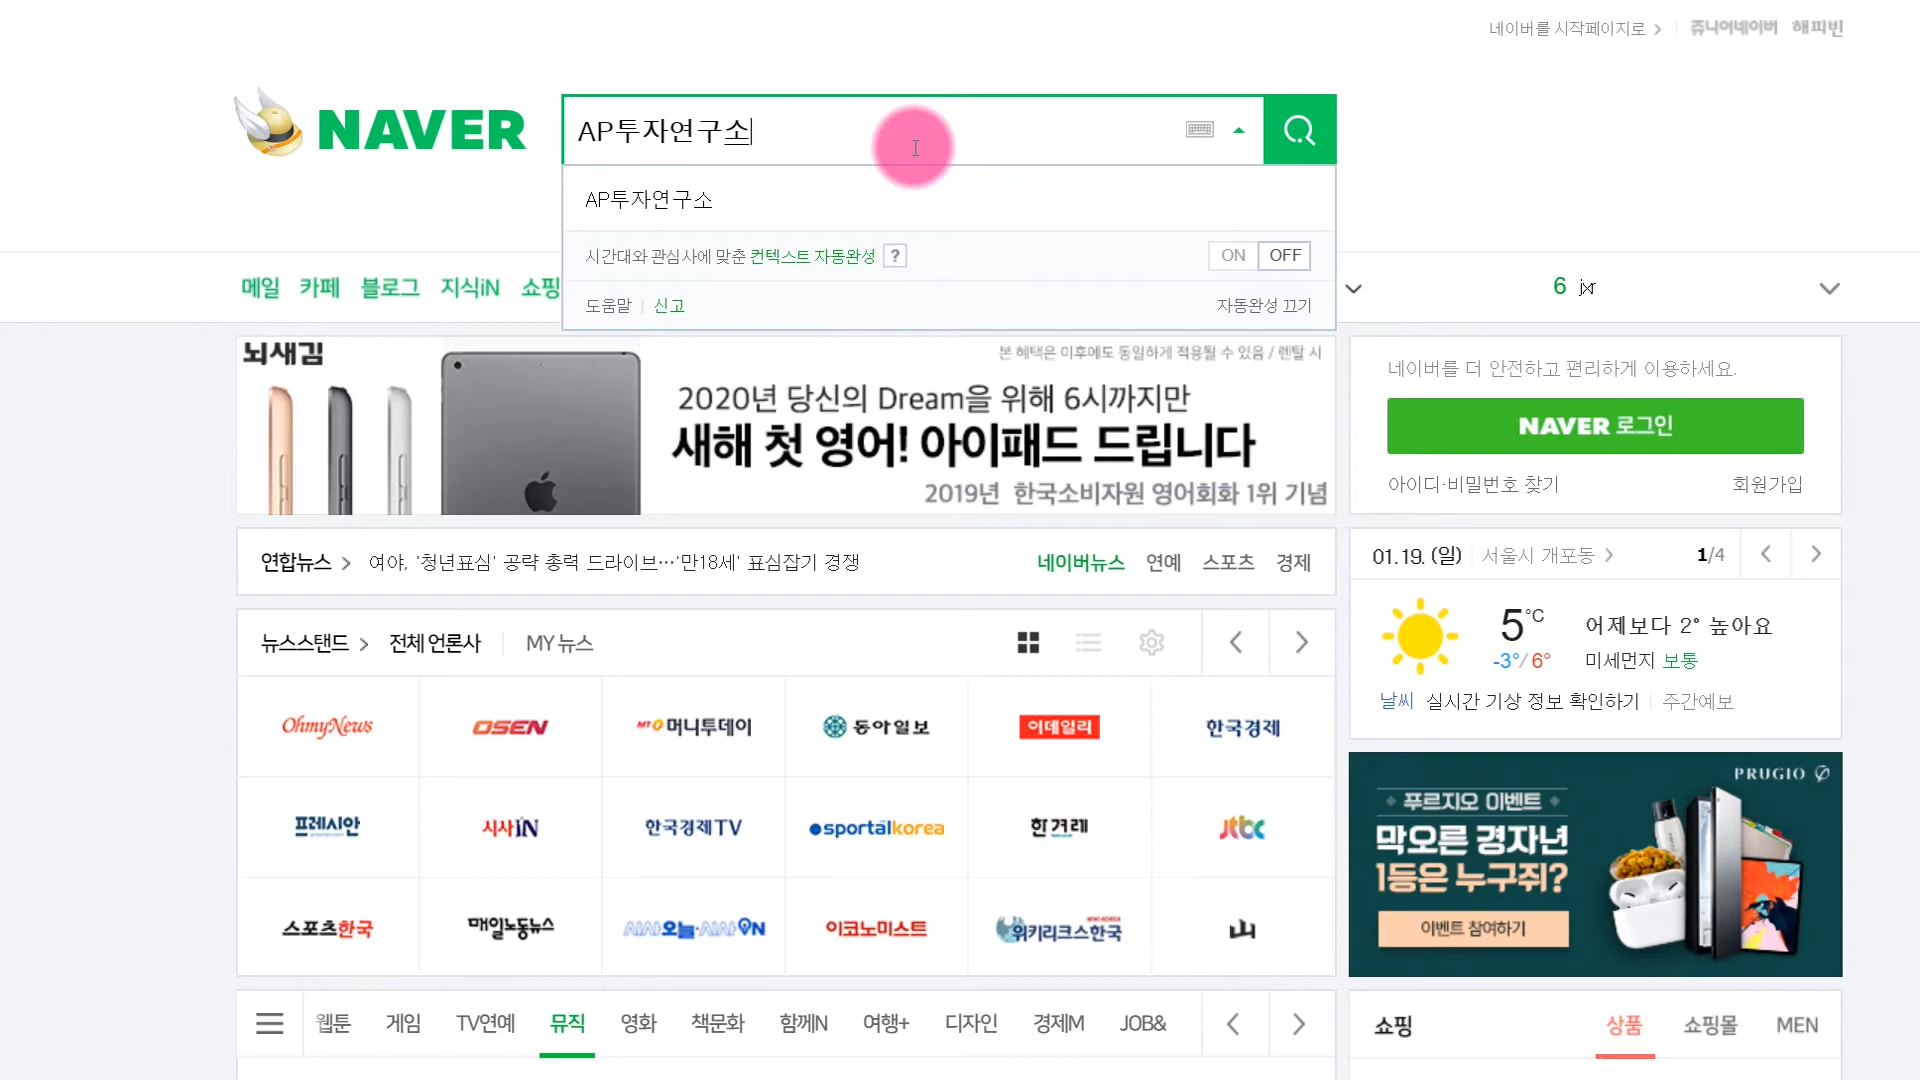 네이버를 시작페이지로
쥬니어네이버 해피빈
NAVER
AP투자연구소
AP투자연구소
시간대와 관심사에 맞춘 컨텍스트 자동완성 ?
ON OFF
도움말 신고
자동완성 끄기
메일 카페 블로그 지식iN 쇼핑
6
뇌새김
본 혜택은 이후에도 동일하게 적용될 수 있음 / 렌탈 시
2020년 당신의 Dream을 위해 6시까지만
새해 첫 영어! 아이패드 드립니다
2019년 한국소비자원 영어회화 1위 기념
네이버를 더 안전하고 편리하게 이용하세요.
NAVER 로그인
아이디·비밀번호 찾기
회원가입
연합뉴스 여야, '청년표심' 공략 총력 드라이브…'만18세' 표심잡기 경쟁
네이버뉴스 연예 스포츠 경제
01.19. (일) 서울시 개포동
1/4
5°C
-3°/6°
어제보다 2° 높아요
미세먼지 보통
날씨 실시간 기상 정보 확인하기 주간예보
뉴스스탠드 전체 언론사 MY 뉴스
OhmyNews OSEN MTO 머니투데이 동아일보 이데일리 한국경제
프레시안 시사IN 한국경제TV sportalkorea 한겨레 jtbc
스포츠한국 매일노동뉴스 시사오늘·시사ON 이코노미스트 위키리크스한국
PRUGIO
푸르지오 이벤트
막오른 경자년
1등은 누구쥐?
이벤트 참여하기
웹툰 게임 TV연예 뮤직 영화 책문화 함께N 여행+ 디자인 경제M JOB&
쇼핑
상품 쇼핑몰 MEN